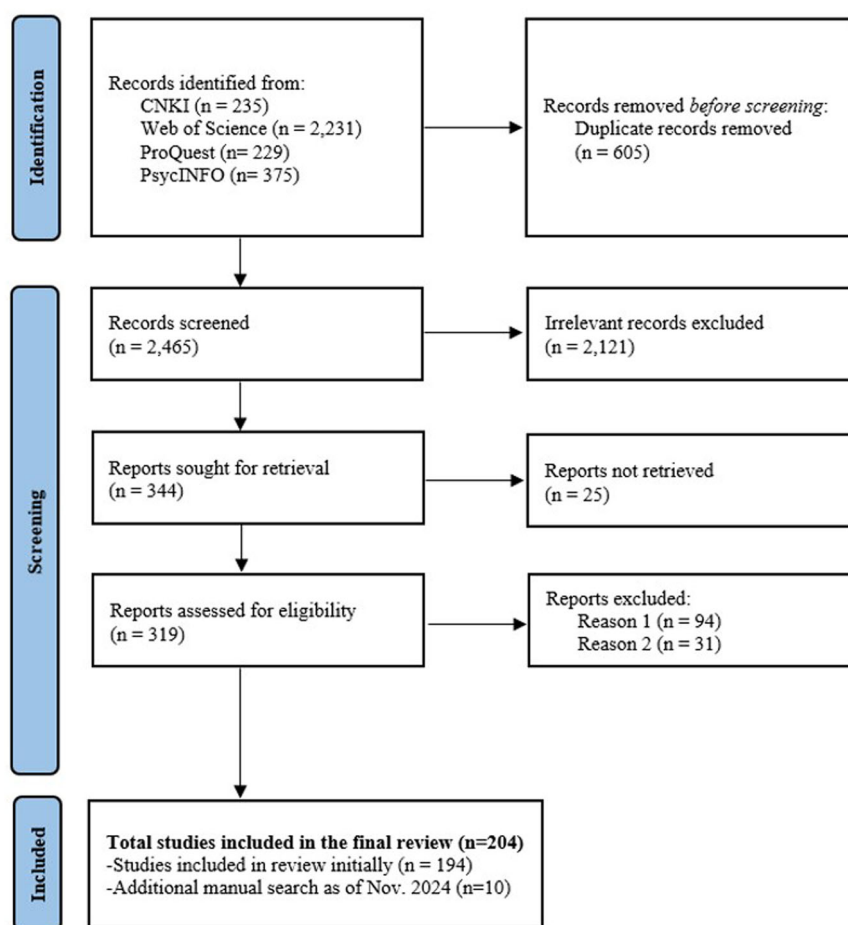 Identification
Records identified from:
CNKI (n = 235)
Web of Science (n = 2,231)
ProQuest (n= 229)
PsycINFO (n= 375)
Records removed before screening:
Duplicate records removed
(n = 605)
Screening
Records screened
(n = 2,465)
Irrelevant records excluded
(n = 2,121)
Reports sought for retrieval
(n = 344)
Reports not retrieved
(n = 25)
Reports assessed for eligibility
(n = 319)
Reports excluded:
Reason 1 (n = 94)
Reason 2 (n = 31)
Included
Total studies included in the final review (n=204)
-Studies included in review initially (n = 194)
-Additional manual search as of Nov. 2024 (n=10)